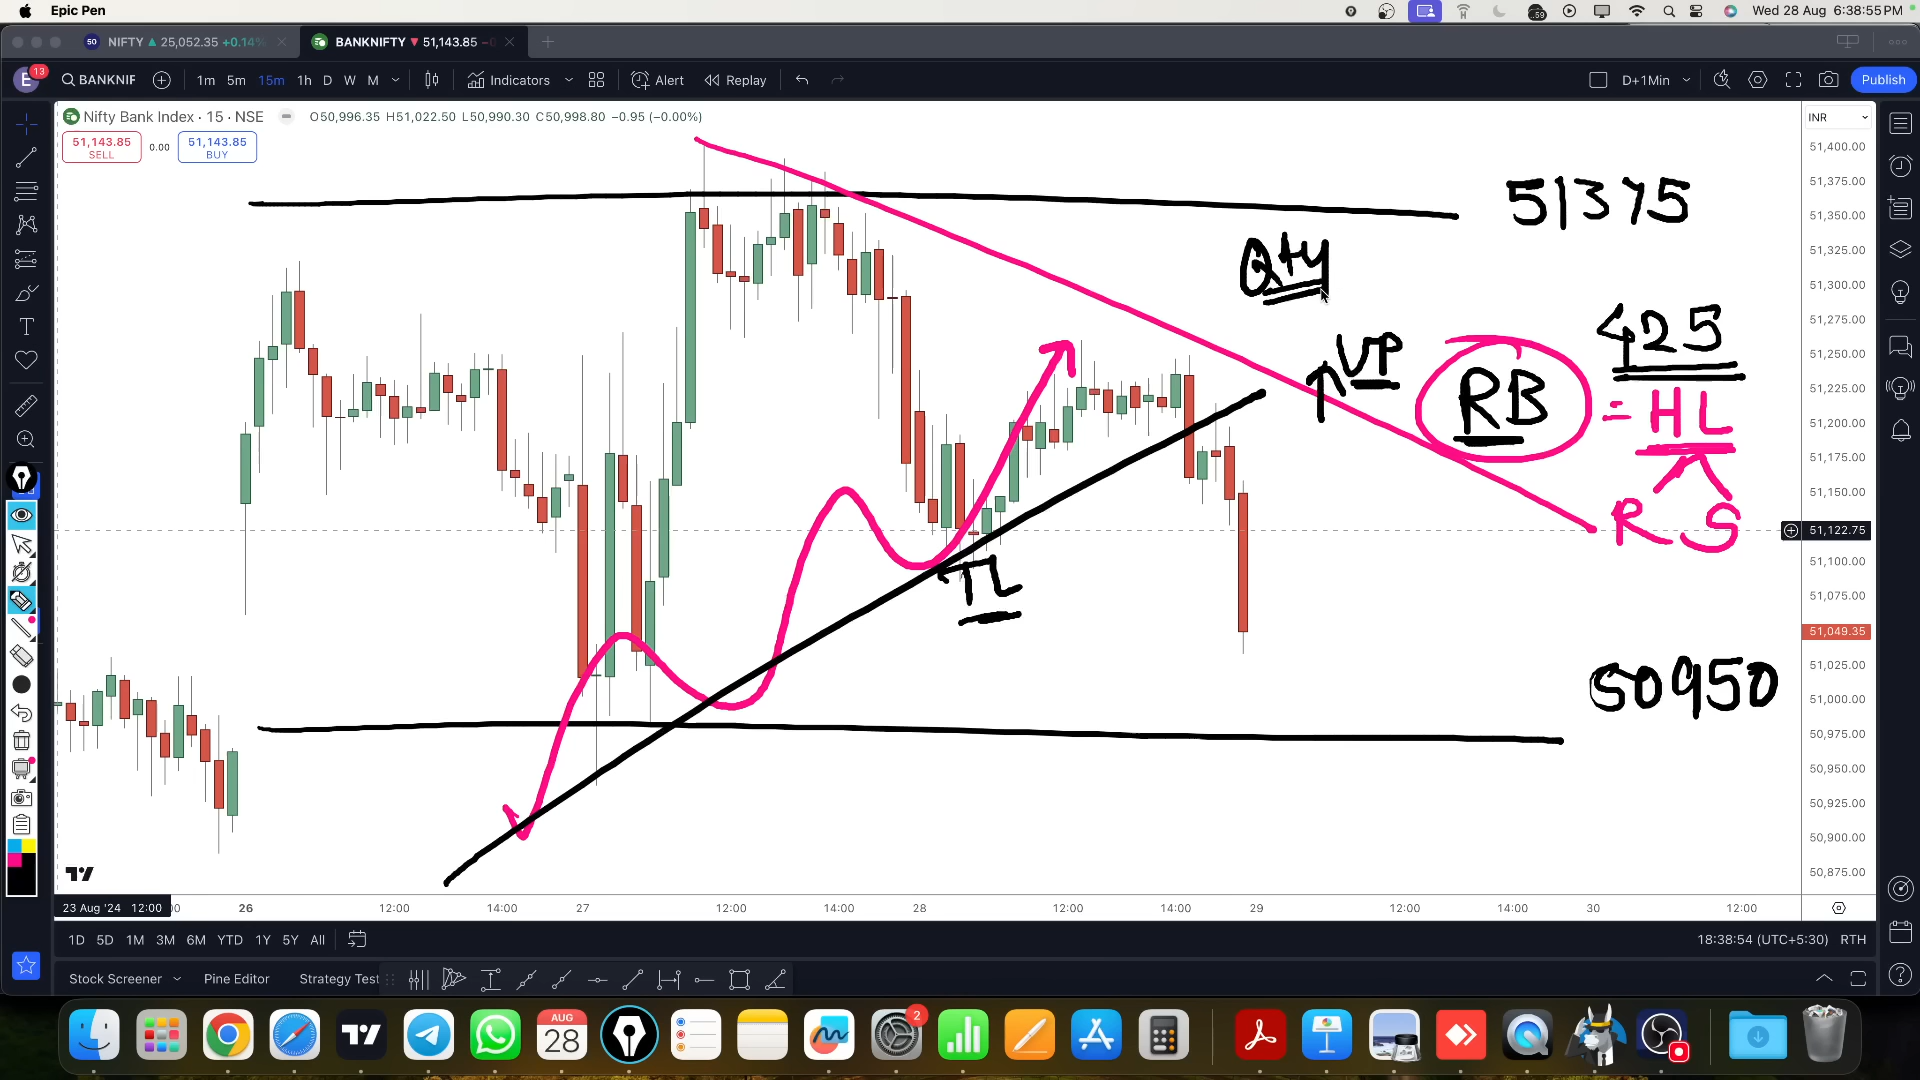 Epic Pen
.59
Wed 28 Aug 6:38:55 PM
50 NIFTY ▲ 25,052.35 +0.14%
BANKNIFTY ▼ 51,143.85
E 13 BANKNIF 1m 5m 15m 1h D W M Indicators Alert Replay D+1Min Publish
Nifty Bank Index · 15 · NSE O50,996.35 H51,022.50 L50,990.30 C50,998.80 −0.95 (−0.00%)
INR
51,143.85 SELL 0.00 51,143.85 BUY
51,400.00
51,375.00
51,350.00
51,325.00
51,300.00
51,275.00
51,250.00
51,225.00
51,200.00
51,175.00
51,150.00
51,122.75
51,100.00
51,075.00
51,049.35
51,025.00
51,000.00
50,975.00
50,950.00
50,925.00
50,900.00
50,875.00
51375
Qty
425
VP
RB = HL
R S
TL
50950
23 Aug '24 12:00 26 12:00 14:00 27 12:00 14:00 28 12:00 14:00 29 12:00 14:00 30 12:00
1D 5D 1M 3M 6M YTD 1Y 5Y All 18:38:54 (UTC+5:30) RTH
Stock Screener Pine Editor Strategy Test
AUG 28
2